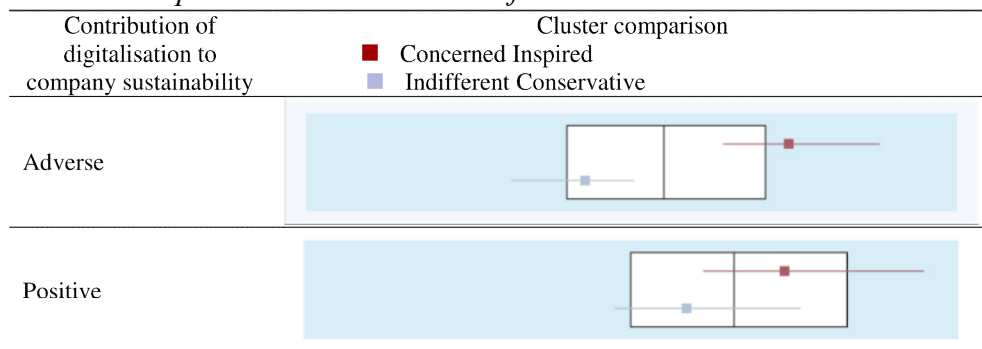 Contribution of
digitalisation to
company sustainability
Cluster comparison
Concerned Inspired
Indifferent Conservative
Adverse
Positive